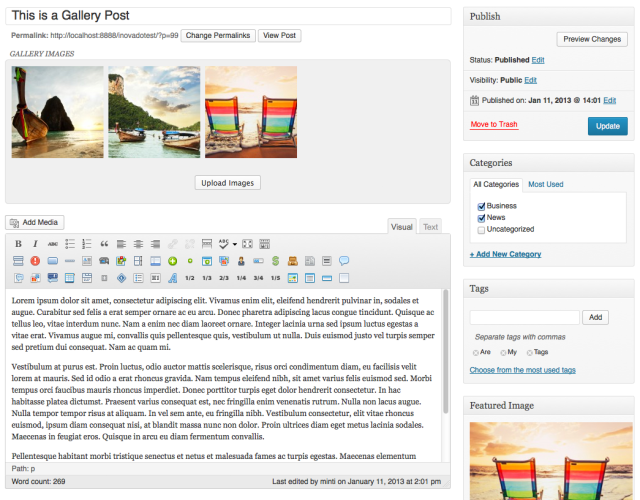 This is a Gallery Post
Permalink: http://localhost:8888/inovadotest/?p=99 Change Permalinks View Post
GALLERY IMAGES
Upload Images
Add Media
Visual Text
B I ABC
ABC
1/2 1/3 2/3 1/4 3/4 1/5
Lorem ipsum dolor sit amet, consectetur adipiscing elit. Vivamus enim elit, eleifend hendrerit pulvinar in, sodales et
augue. Curabitur sed felis a erat semper ornare ac eu arcu. Donec pharetra adipiscing lacus congue tincidunt. Quisque ac
tellus leo, vitae interdum nunc. Nam a enim nec diam laoreet ornare. Integer lacinia urna sed ipsum luctus egestas a
vitae erat. Vivamus augue mi, convallis quis pellentesque quis, vestibulum ut nulla. Duis euismod justo vel turpis semper
sed pretium dui consequat. Nam ac quam mi.
Vestibulum at purus est. Proin luctus, odio auctor mattis scelerisque, risus orci condimentum diam, eu facilisis velit
lorem at mauris. Sed id odio a erat rhoncus gravida. Nam tempus eleifend nibh, sit amet varius felis euismod sed. Morbi
tempus orci faucibus mauris rhoncus imperdiet. Donec porttitor turpis eget dolor hendrerit consectetur. In hac
habitasse platea dictumst. Praesent varius consequat est, nec fringilla enim venenatis rutrum. Nulla non lacus augue.
Nulla tempor tempor risus at aliquam. In vel sem ante, eu fringilla nibh. Vestibulum consectetur, elit vitae rhoncus
euismod, ipsum diam consequat nisi, at blandit massa nunc non dolor. Proin ultrices diam eget metus lacinia sodales.
Maecenas in feugiat eros. Quisque in arcu eu diam fermentum convallis.
Pellentesque habitant morbi tristique senectus et netus et malesuada fames ac turpis egestas. Maecenas elementum
Path: p
Word count: 269 Last edited by minti on January 11, 2013 at 2:01 pm
Publish
Preview Changes
Status: Published Edit
Visibility: Public Edit
Published on: Jan 11, 2013 @ 14:01 Edit
Move to Trash Update
Categories
All Categories Most Used
Business
News
Uncategorized
+ Add New Category
Tags
Add
Separate tags with commas
Are My Tags
Choose from the most used tags
Featured Image